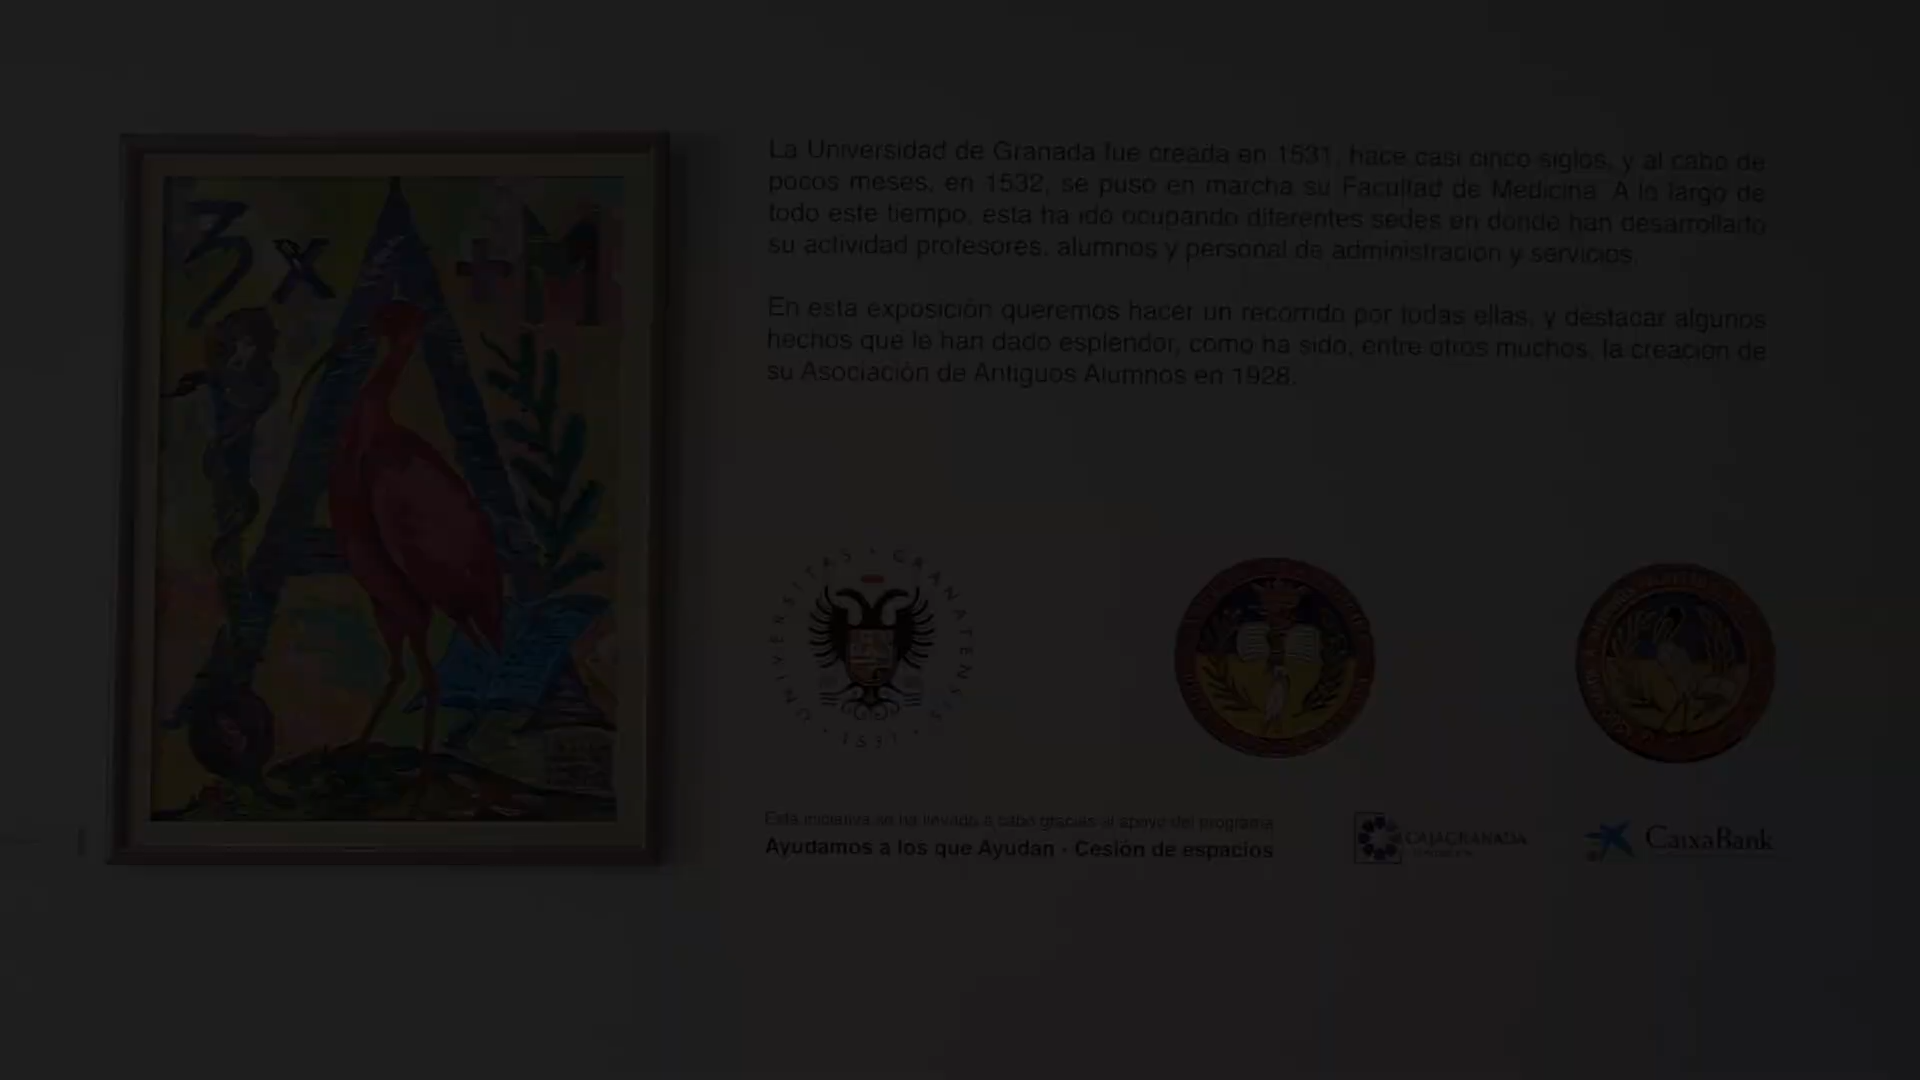 3x +M
A
La Universidad de Granada fue creada en 1531, hace casi cinco siglos, y al cabo de
pocos meses, en 1532, se puso en marcha su Facultad de Medicina. A lo largo de
todo este tiempo, esta ha ido ocupando diferentes sedes en donde han desarrollado
su actividad profesores, alumnos y personal de administración y servicios.
En esta exposición queremos hacer un recorrido por todas ellas, y destacar algunos
hechos que le han dado esplendor, como ha sido, entre otros muchos, la creación de
su Asociación de Antiguos Alumnos en 1928.
UNIVERSITAS · GRANATENSIS · 1531 ·
Esta iniciativa se ha llevado a cabo gracias al apoyo del programa
Ayudamos a los que Ayudan - Cesión de espacios
CAJAGRANADA
CaixaBank